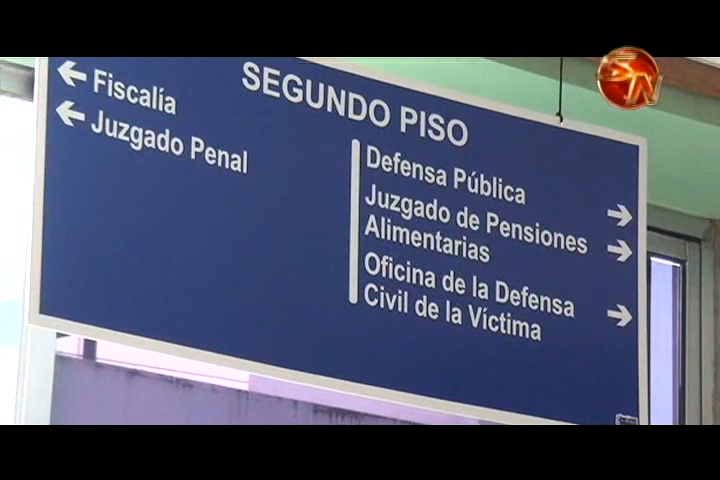 SEGUNDO PISO
← Fiscalía
← Juzgado Penal
Defensa Pública →
Juzgado de Pensiones
Alimentarias →
Oficina de la Defensa
Civil de la Víctima →